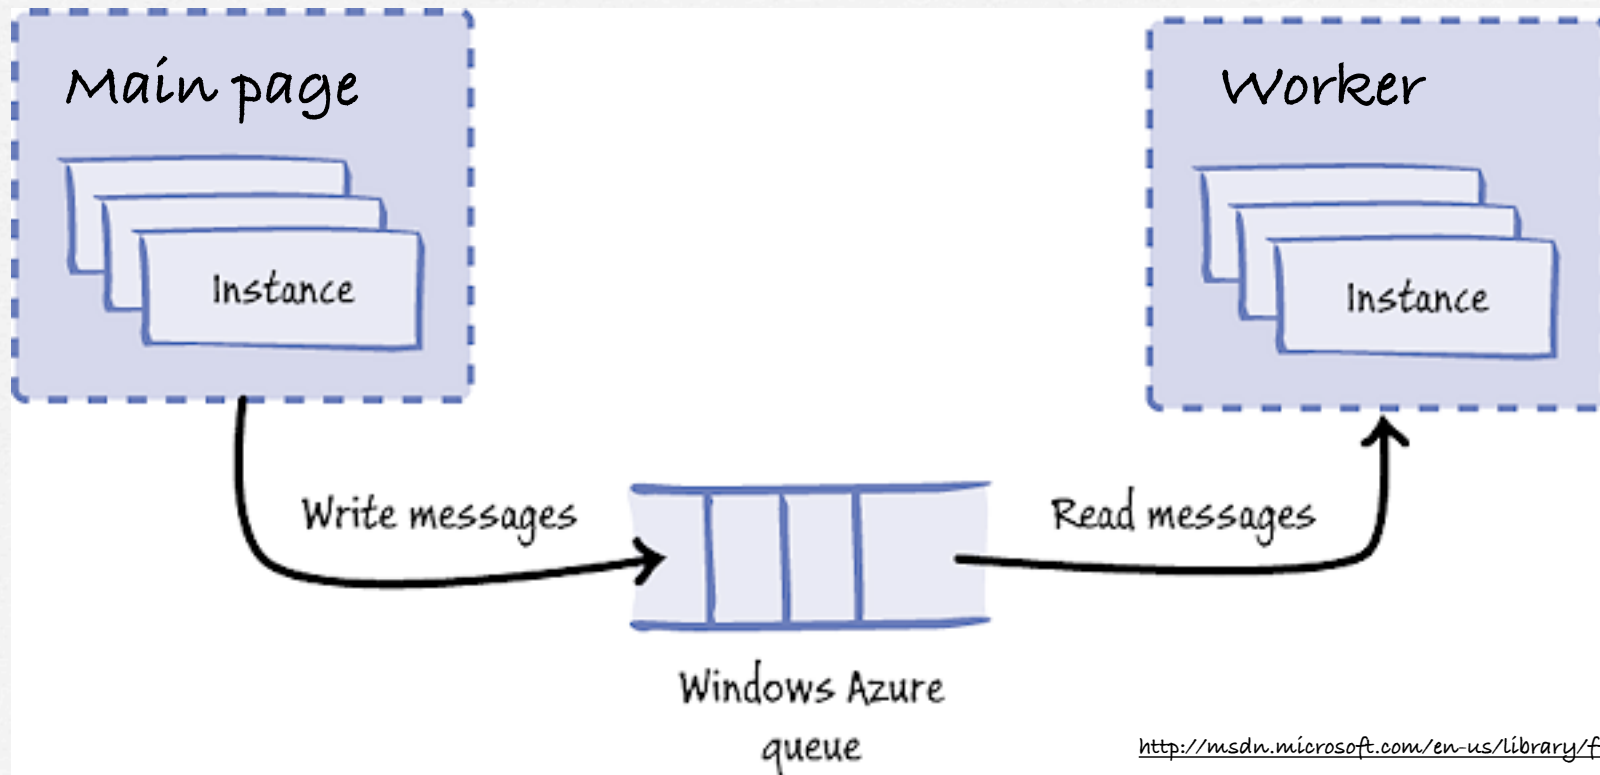 Main page
Worker
Instance
Instance
Write messages
Read messages
Windows Azure
queue
http://msdn.microsoft.com/en-us/library/f